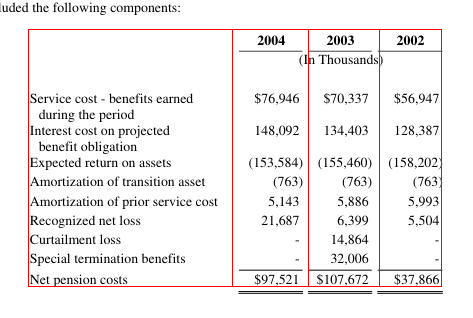 luded the following components:
2004 2003 2002
(In Thousands)
Service cost - benefits earned $76,946 $70,337 $56,947
during the period
Interest cost on projected 148,092 134,403 128,387
benefit obligation
Expected return on assets (153,584) (155,460) (158,202)
Amortization of transition asset (763) (763) (763)
Amortization of prior service cost 5,143 5,886 5,993
Recognized net loss 21,687 6,399 5,504
Curtailment loss - 14,864 -
Special termination benefits - 32,006 -
Net pension costs $97,521 $107,672 $37,866